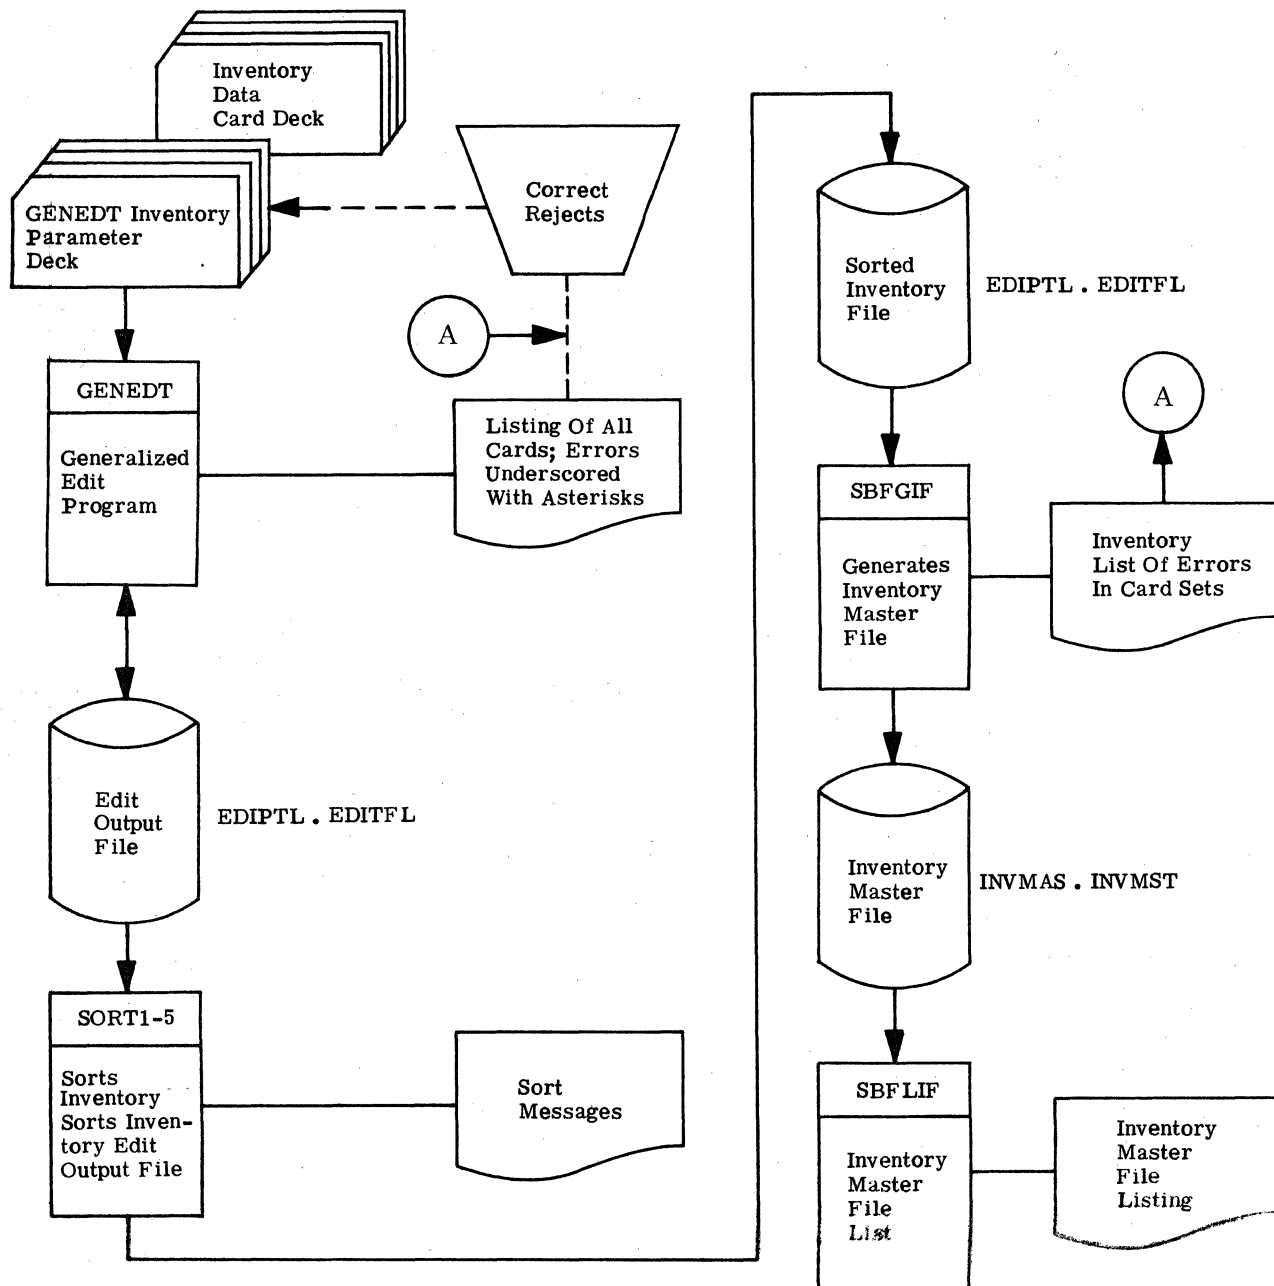 Inventory
Data
Card Deck
GENEDT Inventory
Parameter
Deck
Correct
Rejects
A
GENEDT
Generalized
Edit
Program
Listing Of All
Cards; Errors
Underscored
With Asterisks
Edit
Output
File
EDIPTL . EDITFL
SORT1-5
Sorts
Inventory
Sorts Inven-
tory Edit
Output File
Sort
Messages
Sorted
Inventory
File
EDIPTL . EDITFL
A
SBFGIF
Generates
Inventory
Master
File
Inventory
List Of Errors
In Card Sets
Inventory
Master
File
INVMAS . INVMST
SBFLIF
Inventory
Master
File
List
Inventory
Master
File
Listing